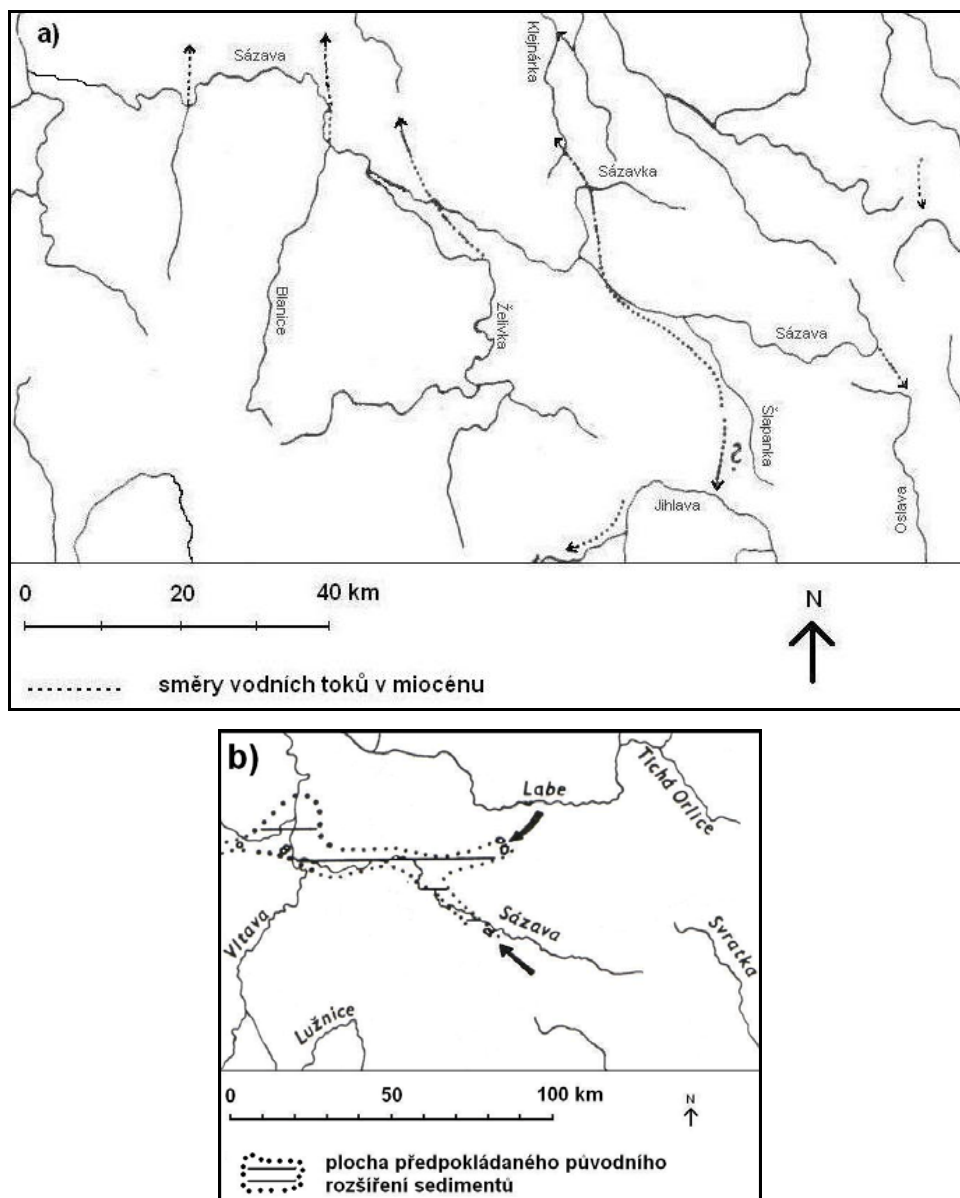 a)
Sázava
Klejnárka
Sázavka
Blanice
Želivka
Sázava
Šlapanka
?
Jihlava
Oslava
0 20 40 km
N
směry vodních toků v miocénu
b)
Labe
Tichá Orlice
Sázava
Vltava
Svratka
Lužnice
0 50 100 km
N
plocha předpokládaného původního
rozšíření sedimentů